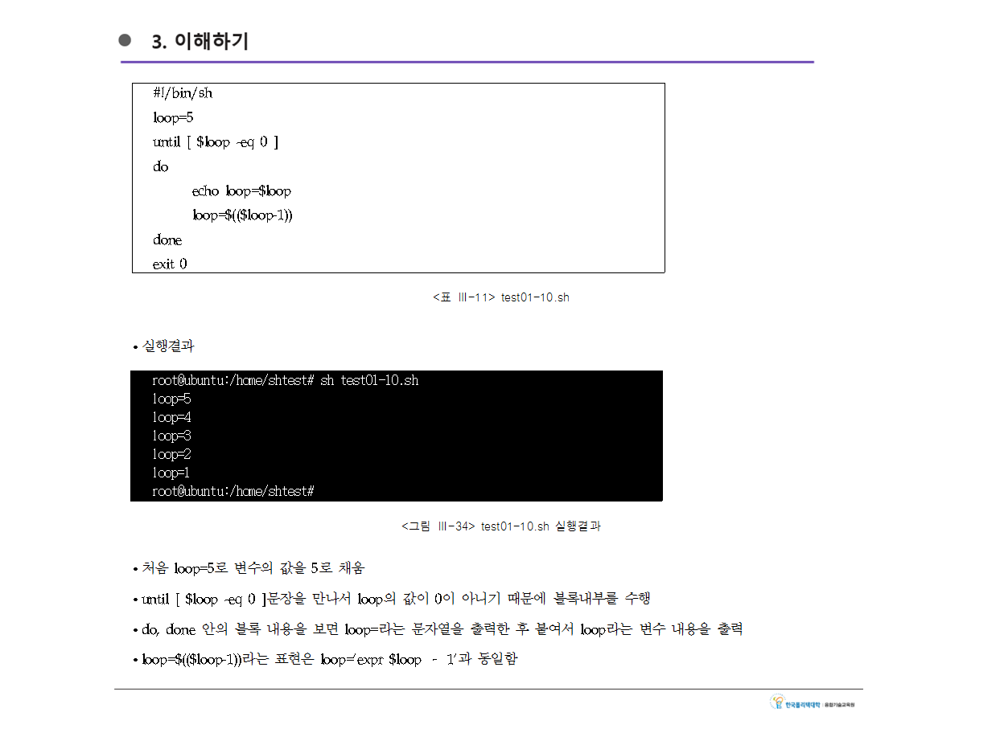 3. 이해하기
#!/bin/sh
loop=5
until [ $loop -eq 0 ]
do
echo loop=$loop
loop=$(($loop-1))
done
exit 0
<표 III-11> test01-10.sh
• 실행결과
root@ubuntu:/home/shtest# sh test01-10.sh
loop=5
loop=4
loop=3
loop=2
loop=1
root@ubuntu:/home/shtest#
<그림 III-34> test01-10.sh 실행결과
• 처음 loop=5로 변수의 값을 5로 채움
• until [ $loop -eq 0 ]문장을 만나서 loop의 값이 0이 아니기 때문에 블록내부를 수행
• do, done 안의 블록 내용을 보면 loop=라는 문자열을 출력한 후 붙여서 loop라는 변수 내용을 출력
• loop=$(($loop-1))라는 표현은 loop='expr $loop - 1'과 동일함
한국폴리텍대학 | 융합기술교육원